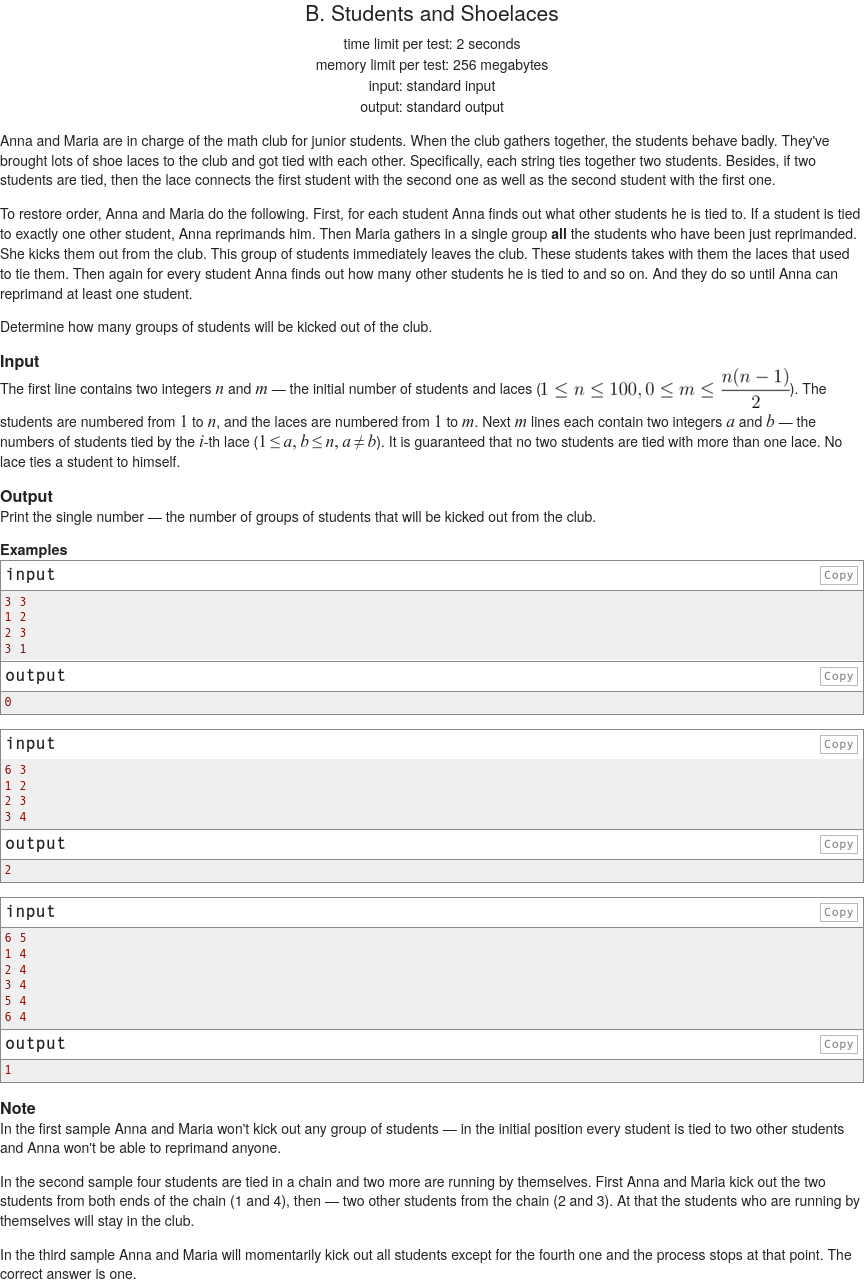 B. Students and Shoelaces
time limit per test: 2 seconds
memory limit per test: 256 megabytes
input: standard input
output: standard output
Anna and Maria are in charge of the math club for junior students. When the club gathers together, the students behave badly. They've
brought lots of shoe laces to the club and got tied with each other. Specifically, each string ties together two students. Besides, if two
students are tied, then the lace connects the first student with the second one as well as the second student with the first one.
To restore order, Anna and Maria do the following. First, for each student Anna finds out what other students he is tied to. If a student is tied
to exactly one other student, Anna reprimands him. Then Maria gathers in a single group all the students who have been just reprimanded.
She kicks them out from the club. This group of students immediately leaves the club. These students takes with them the laces that used
to tie them. Then again for every student Anna finds out how many other students he is tied to and so on. And they do so until Anna can
reprimand at least one student.
Determine how many groups of students will be kicked out of the club.
Input
The first line contains two integers n and m — the initial number of students and laces (1 ≤ n ≤ 100, 0 ≤ m ≤ n(n − 1)/2). The
students are numbered from 1 to n, and the laces are numbered from 1 to m. Next m lines each contain two integers a and b — the
numbers of students tied by the i-th lace (1 ≤ a, b ≤ n, a ≠ b). It is guaranteed that no two students are tied with more than one lace. No
lace ties a student to himself.
Output
Print the single number — the number of groups of students that will be kicked out from the club.
Examples
input Copy
3 3
1 2
2 3
3 1
output Copy
0
input Copy
6 3
1 2
2 3
3 4
output Copy
2
input Copy
6 5
1 4
2 4
3 4
5 4
6 4
output Copy
1
Note
In the first sample Anna and Maria won't kick out any group of students — in the initial position every student is tied to two other students
and Anna won't be able to reprimand anyone.
In the second sample four students are tied in a chain and two more are running by themselves. First Anna and Maria kick out the two
students from both ends of the chain (1 and 4), then — two other students from the chain (2 and 3). At that the students who are running by
themselves will stay in the club.
In the third sample Anna and Maria will momentarily kick out all students except for the fourth one and the process stops at that point. The
correct answer is one.